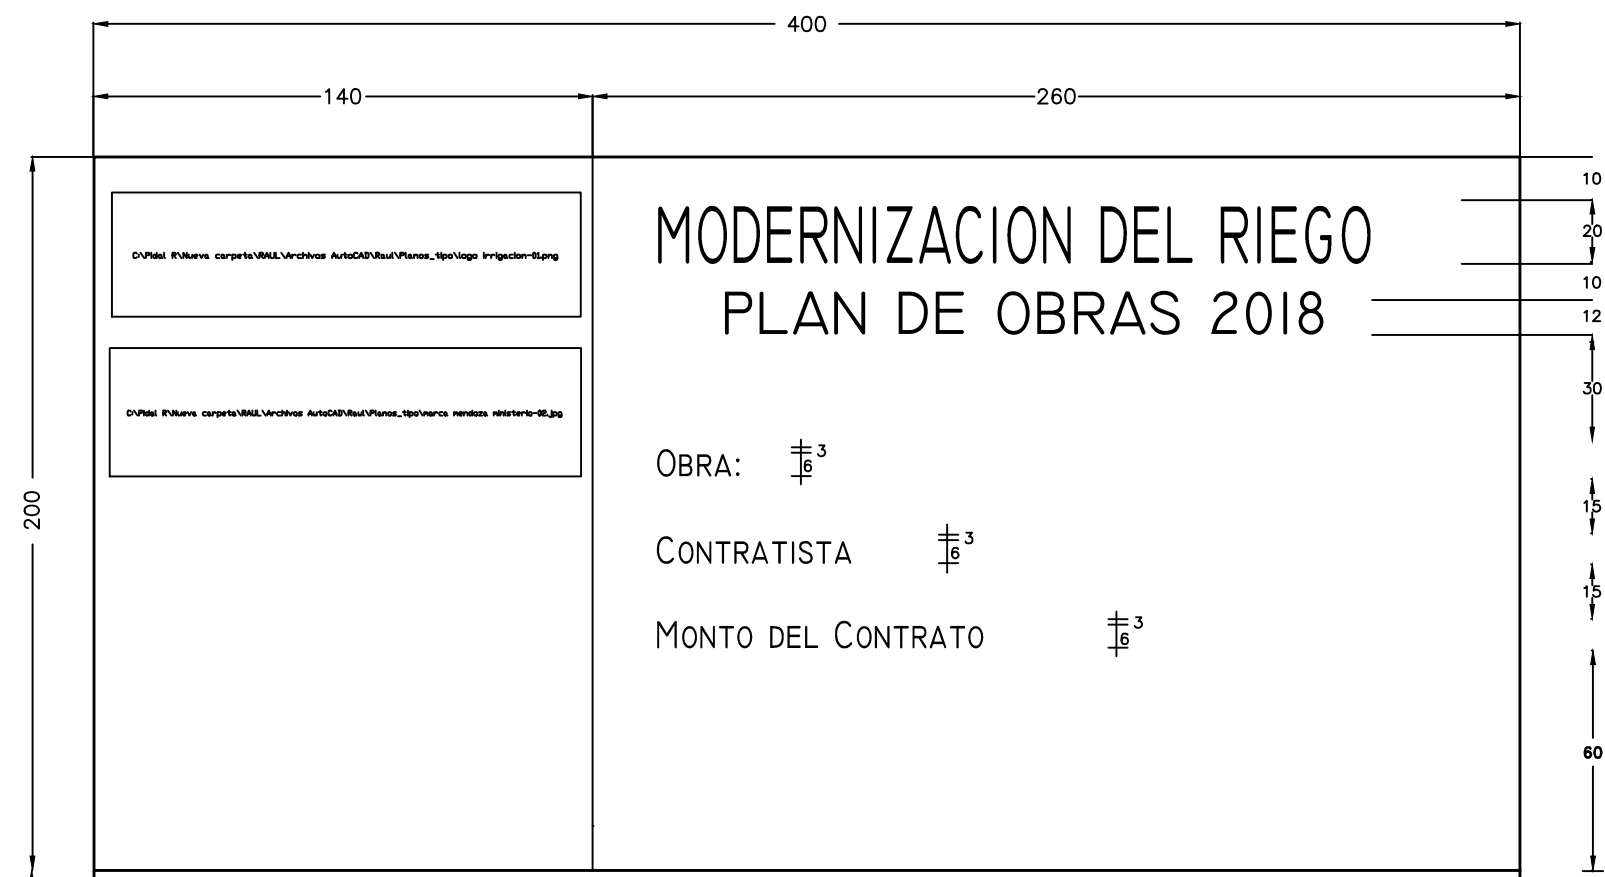 400
140
260
10
20
10
12
30
15
15
60
200
C:\Pidal R\Nueva carpeta\RAUL\Archivos AutoCAD\Raul\Planos_tipo\logo irrigacion-01.png
C:\Pidal R\Nueva carpeta\RAUL\Archivos AutoCAD\Raul\Planos_tipo\marca mendoza ministerio-02.jpg
MODERNIZACION DEL RIEGO
PLAN DE OBRAS 2018
OBRA: 3
6
CONTRATISTA 3
6
MONTO DEL CONTRATO 3
6